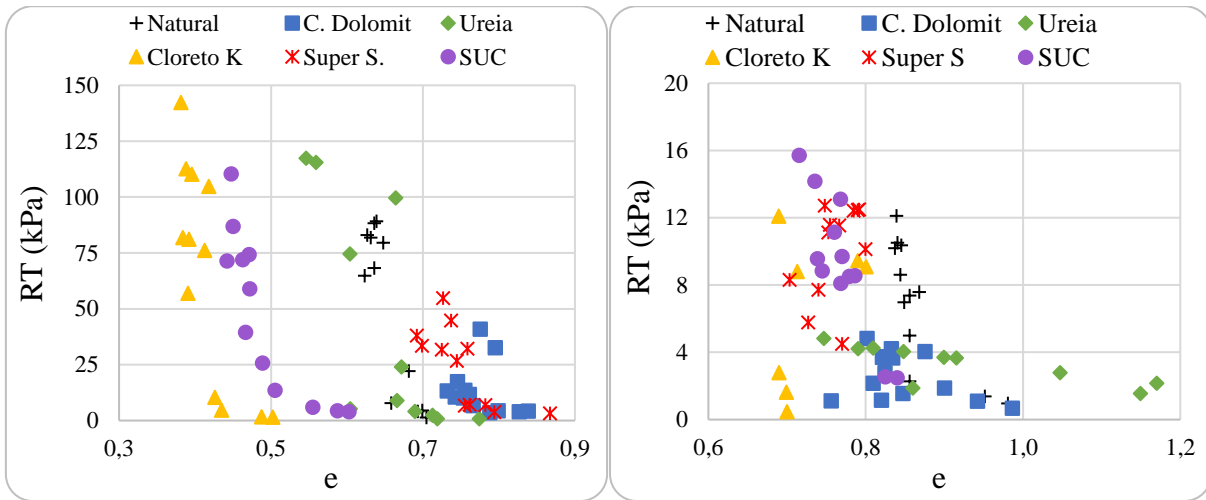 Natural C. Dolomit Ureia
Cloreto K Super S. SUC
150
125
100
75
50
25
0
RT (kPa)
0,3 0,5 0,7 0,9
e
Natural C. Dolomit Ureia
Cloreto K Super S SUC
20
16
12
8
4
0
RT (kPa)
0,6 0,8 1,0 1,2
e